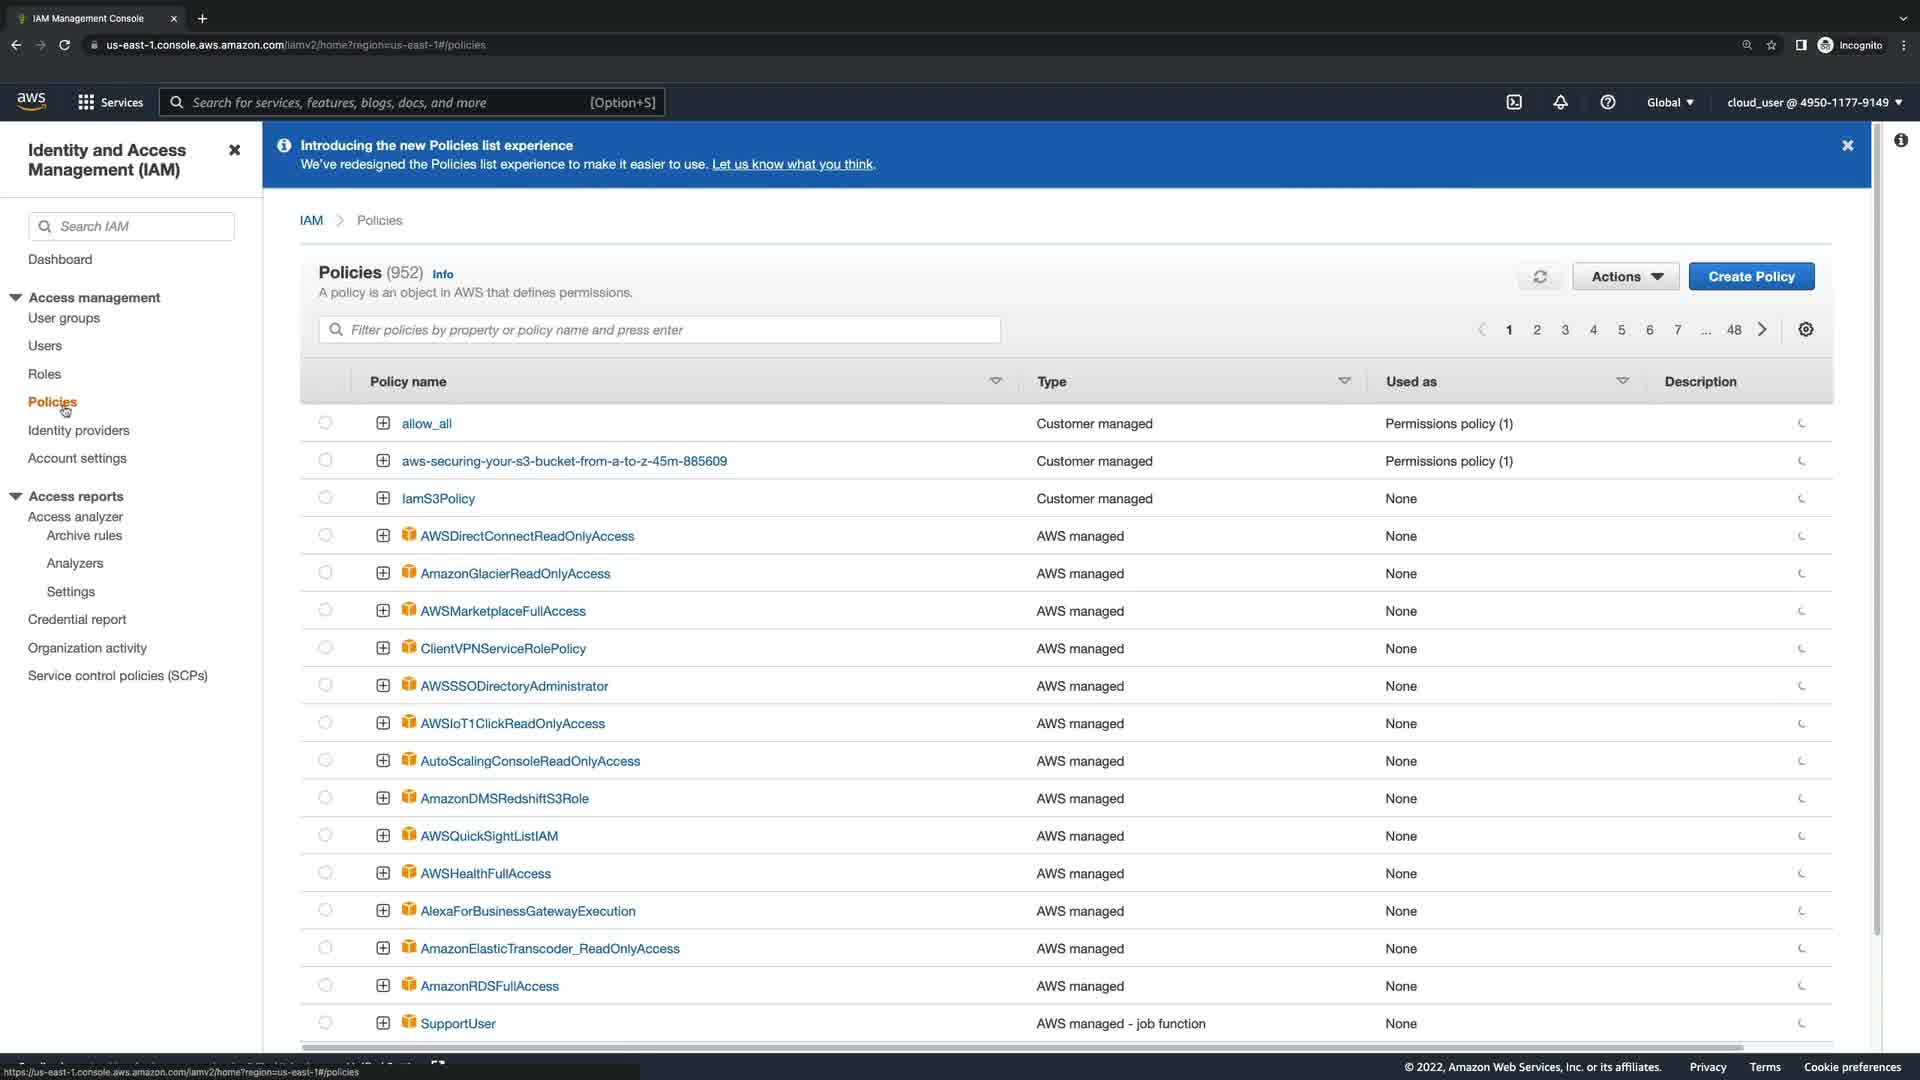 IAM Management Console
us-east-1.console.aws.amazon.com/iamv2/home?region=us-east-1#/policies
Incognito
aws
Services
Search for services, features, blogs, docs, and more
[Option+S]
Global
cloud_user @ 4950-1177-9149
Identity and Access
Management (IAM)
Search IAM
Dashboard
Access management
User groups
Users
Roles
Policies
Identity providers
Account settings
Access reports
Access analyzer
Archive rules
Analyzers
Settings
Credential report
Organization activity
Service control policies (SCPs)
Introducing the new Policies list experience
We've redesigned the Policies list experience to make it easier to use. Let us know what you think.
IAM > Policies
Policies (952) Info
A policy is an object in AWS that defines permissions.
Actions
Create Policy
Filter policies by property or policy name and press enter
1 2 3 4 5 6 7 ... 48
Policy name Type Used as Description
allow_all Customer managed Permissions policy (1)
aws-securing-your-s3-bucket-from-a-to-z-45m-885609 Customer managed Permissions policy (1)
IamS3Policy Customer managed None
AWSDirectConnectReadOnlyAccess AWS managed None
AmazonGlacierReadOnlyAccess AWS managed None
AWSMarketplaceFullAccess AWS managed None
ClientVPNServiceRolePolicy AWS managed None
AWSSSODirectoryAdministrator AWS managed None
AWSIoT1ClickReadOnlyAccess AWS managed None
AutoScalingConsoleReadOnlyAccess AWS managed None
AmazonDMSRedshiftS3Role AWS managed None
AWSQuickSightListIAM AWS managed None
AWSHealthFullAccess AWS managed None
AlexaForBusinessGatewayExecution AWS managed None
AmazonElasticTranscoder_ReadOnlyAccess AWS managed None
AmazonRDSFullAccess AWS managed None
SupportUser AWS managed - job function None
https://us-east-1.console.aws.amazon.com/iamv2/home?region=us-east-1#/policies
© 2022, Amazon Web Services, Inc. or its affiliates. Privacy Terms Cookie preferences